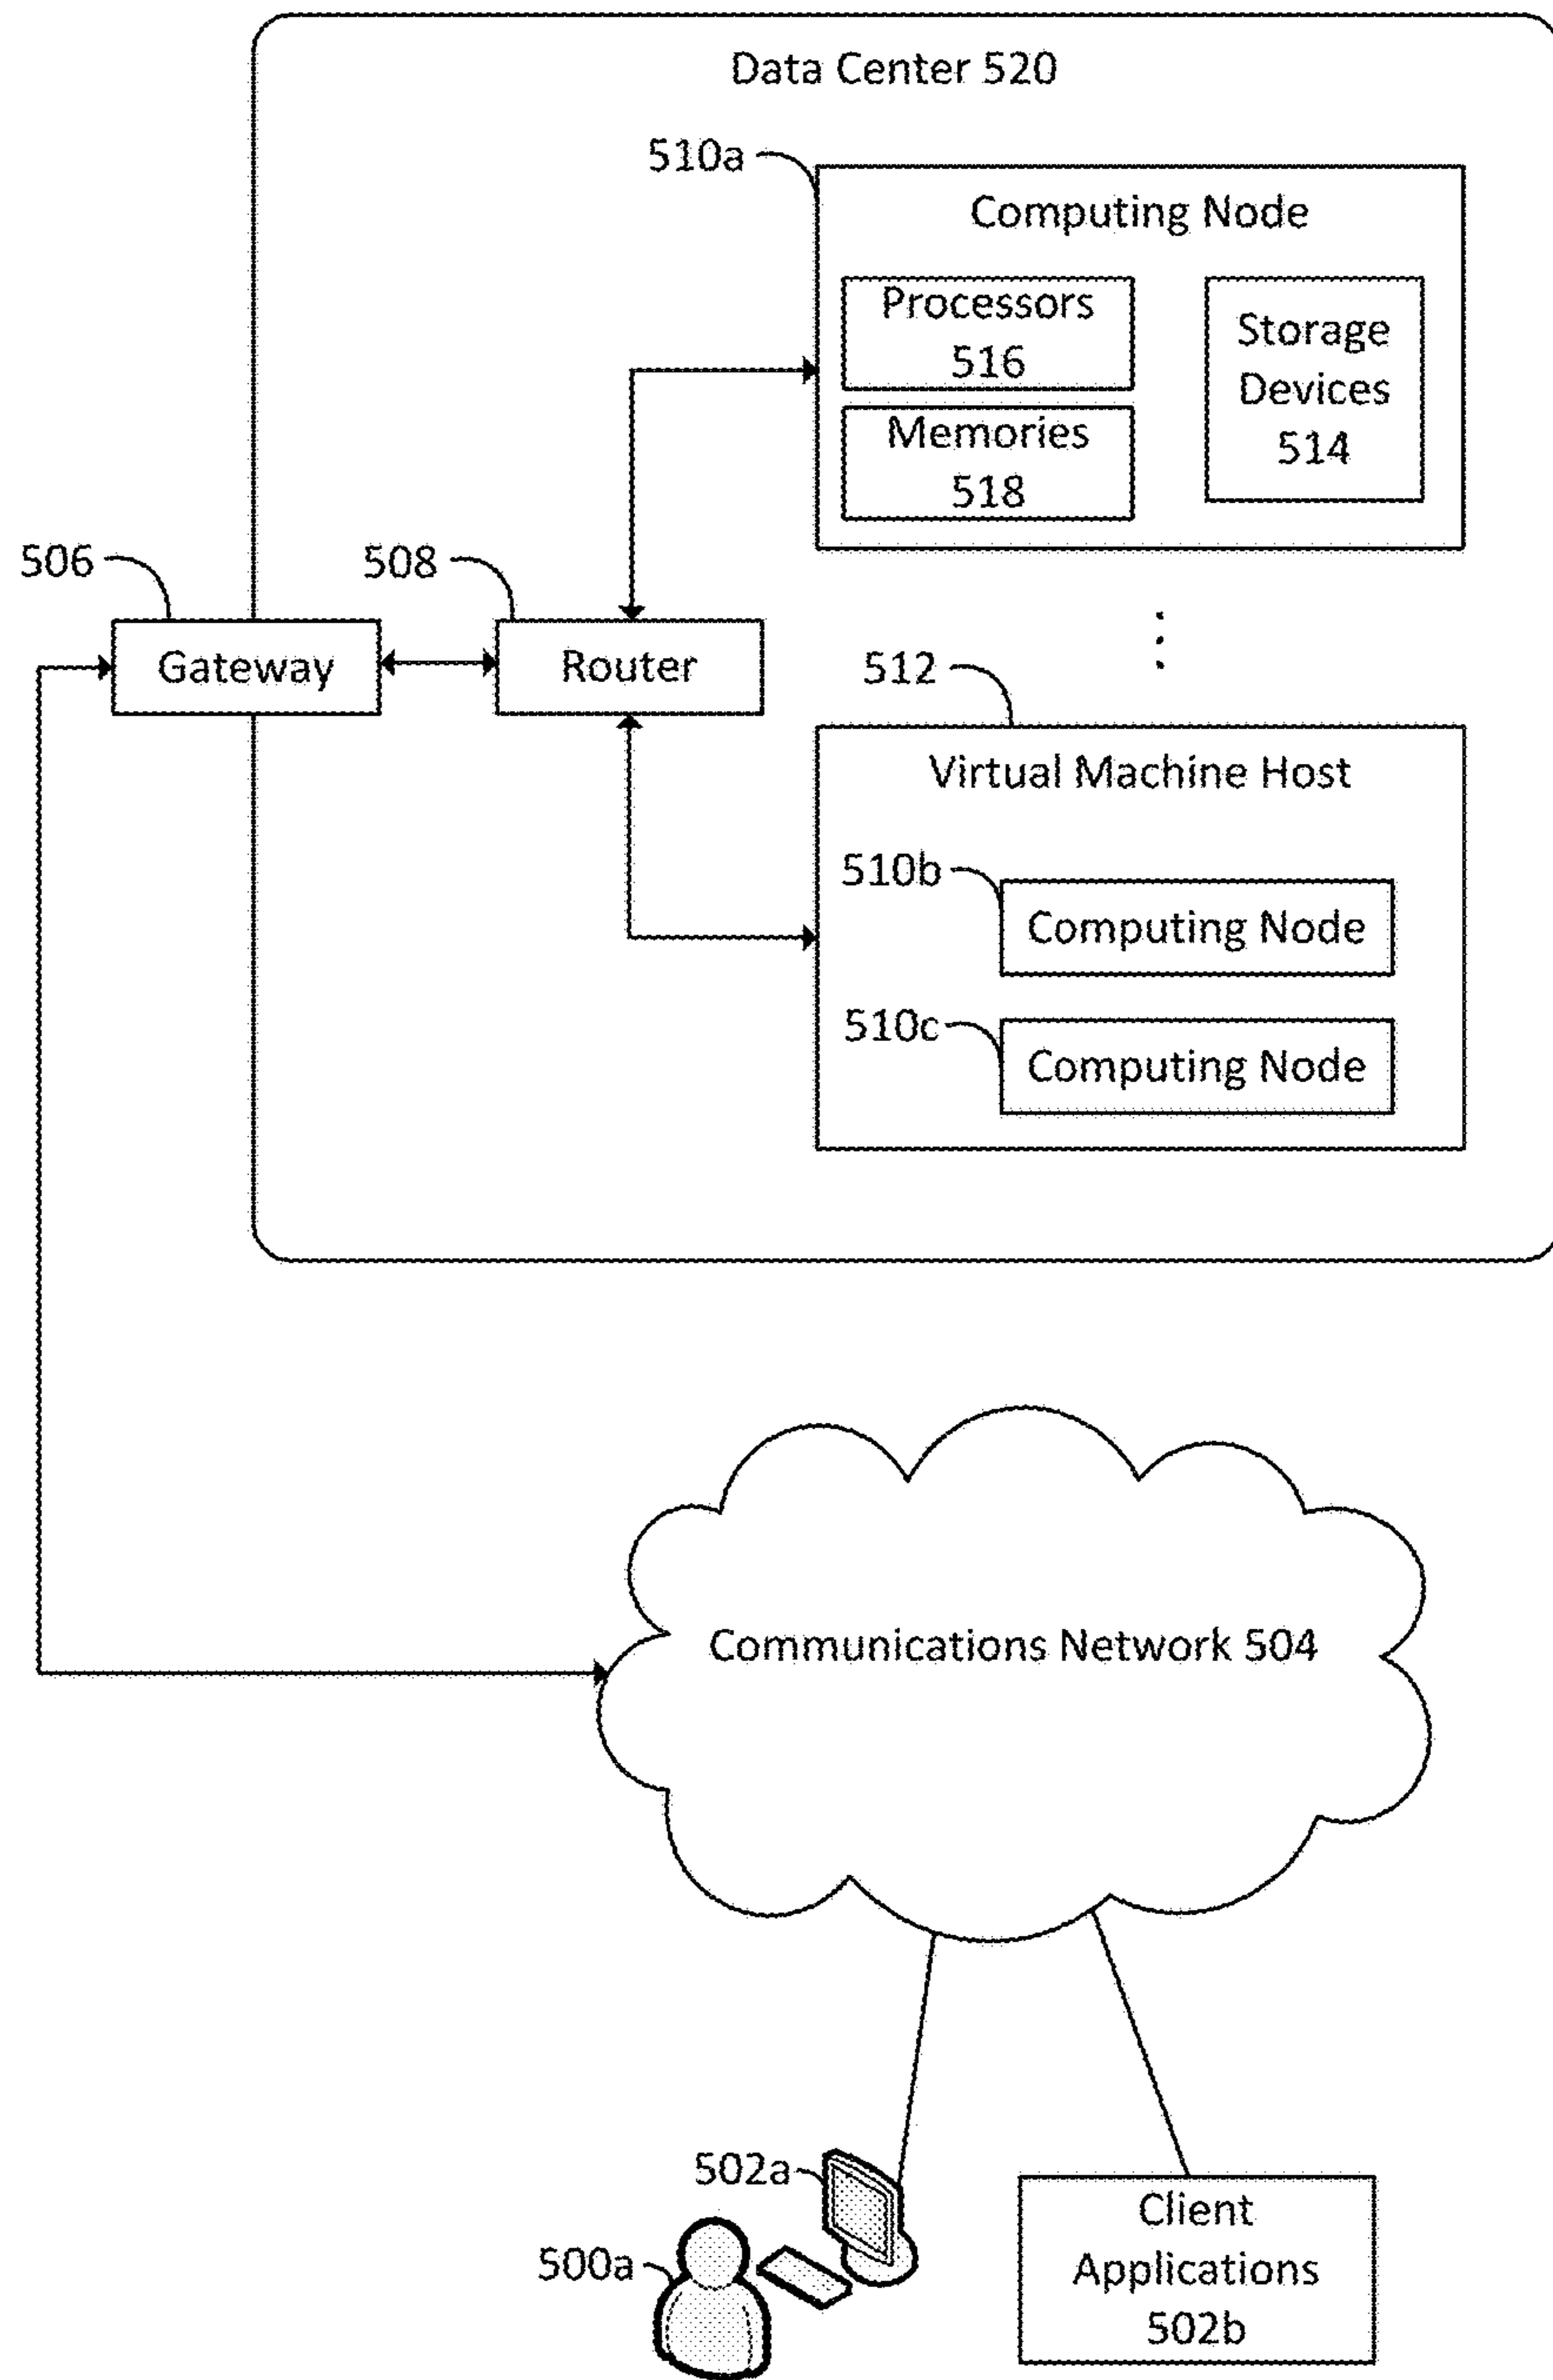 Data Center 520
510a
Computing Node
Processors
516
Storage
Devices
514
Memories
518
506
508
Gateway
Router
512
Virtual Machine Host
510b
Computing Node
510c
Computing Node
Communications Network 504
502a
500a
Client
Applications
502b